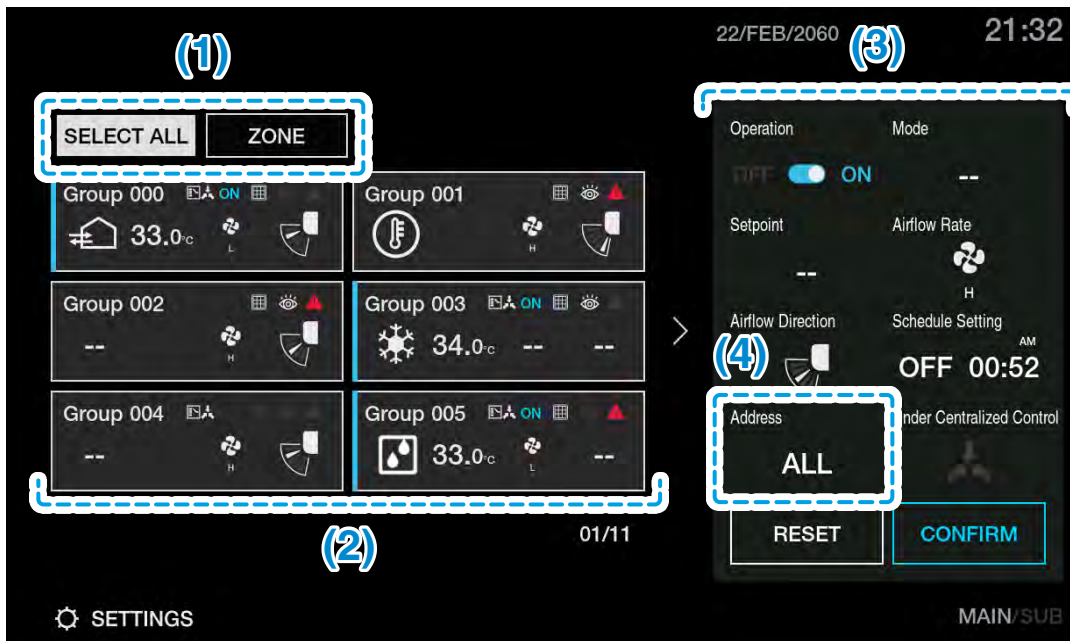 22/FEB/2060 21:32
(1) (3)
SELECT ALL ZONE
Operation Mode
OFF ON --
Group 000 ON
33.0°C L
Group 001
H
Setpoint Airflow Rate
-- H
Group 002
-- H
Group 003 ON
34.0°C -- --
Airflow Direction Schedule Setting
(4) AM
OFF 00:52
Group 004
-- H
Group 005 ON
33.0°C L --
Address Under Centralized Control
ALL
(2) 01/11
RESET CONFIRM
SETTINGS MAIN/SUB